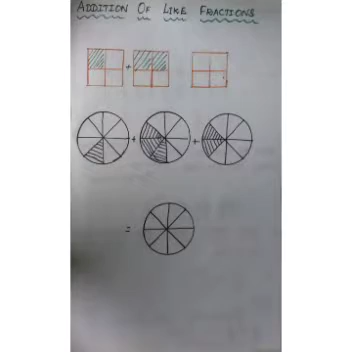 ADDITION OF LIKE FRACTIONS
+
+ +
=